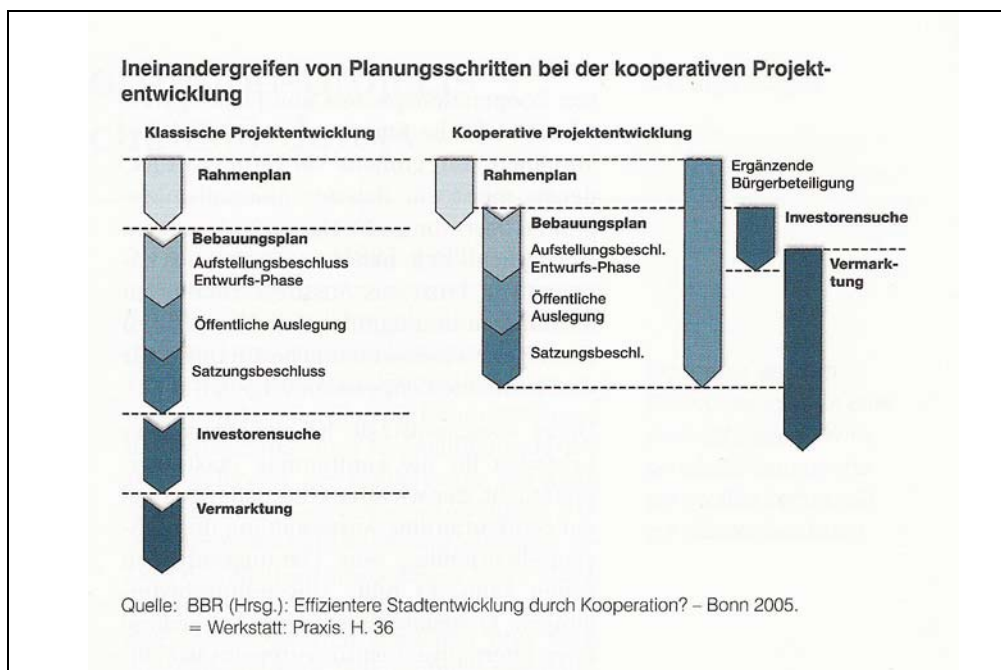 Ineinandergreifen von Planungsschritten bei der kooperativen Projekt-
entwicklung
Klassische Projektentwicklung
Rahmenplan
Bebauungsplan
Aufstellungsbeschluss
Entwurfs-Phase
Öffentliche Auslegung
Satzungsbeschluss
Investorensuche
Vermarktung
Kooperative Projektentwicklung
Rahmenplan
Bebauungsplan
Aufstellungsbeschl.
Entwurfs-Phase
Öffentliche
Auslegung
Satzungsbeschl.
Ergänzende
Bürgerbeteiligung
Investorensuche
Vermark-
tung
Quelle: BBR (Hrsg.): Effizientere Stadtentwicklung durch Kooperation? – Bonn 2005.
= Werkstatt: Praxis. H. 36